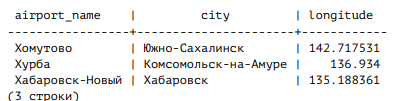 airport_name | city | longitude
-----------------+----------------------+------------
Хомутово | Южно-Сахалинск | 142.717531
Хурба | Комсомольск-на-Амуре | 136.934
Хабаровск-Новый | Хабаровск | 135.188361
(3 строки)